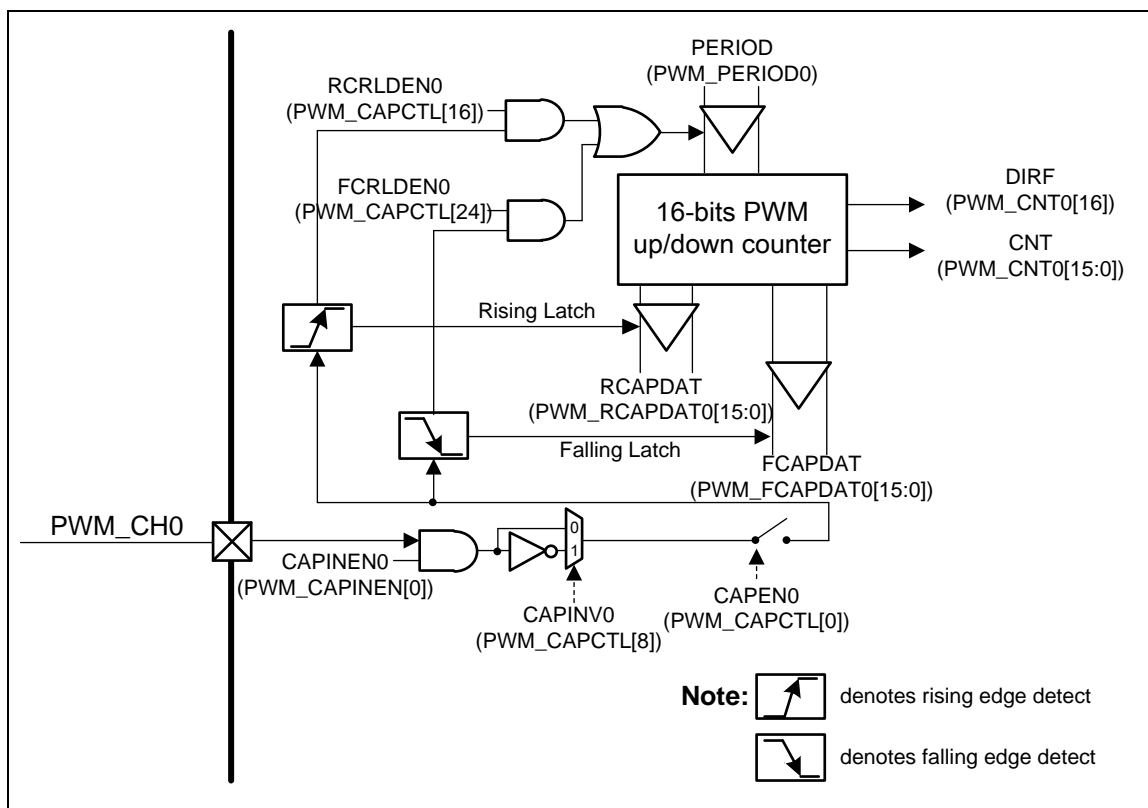 PERIOD
(PWM_PERIOD0)
RCRLDEN0
(PWM_CAPCTL[16])
FCRLDEN0
(PWM_CAPCTL[24])
16-bits PWM
up/down counter
DIRF
(PWM_CNT0[16])
CNT
(PWM_CNT0[15:0])
Rising Latch
RCAPDAT
(PWM_RCAPDAT0[15:0])
Falling Latch
FCAPDAT
(PWM_FCAPDAT0[15:0])
PWM_CH0
CAPINEN0
(PWM_CAPINEN[0])
0
1
CAPINV0
(PWM_CAPCTL[8])
CAPEN0
(PWM_CAPCTL[0])
Note:
denotes rising edge detect
denotes falling edge detect